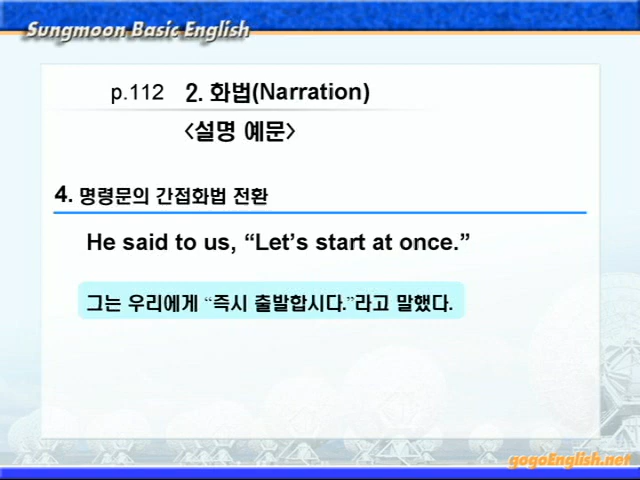 Sungmoon Basic English
p.112 2. 화법(Narration)
<설명 예문>
4. 명령문의 간접화법 전환
He said to us, “Let’s start at once.”
그는 우리에게 “즉시 출발합시다.”라고 말했다.
gogoEnglish.net